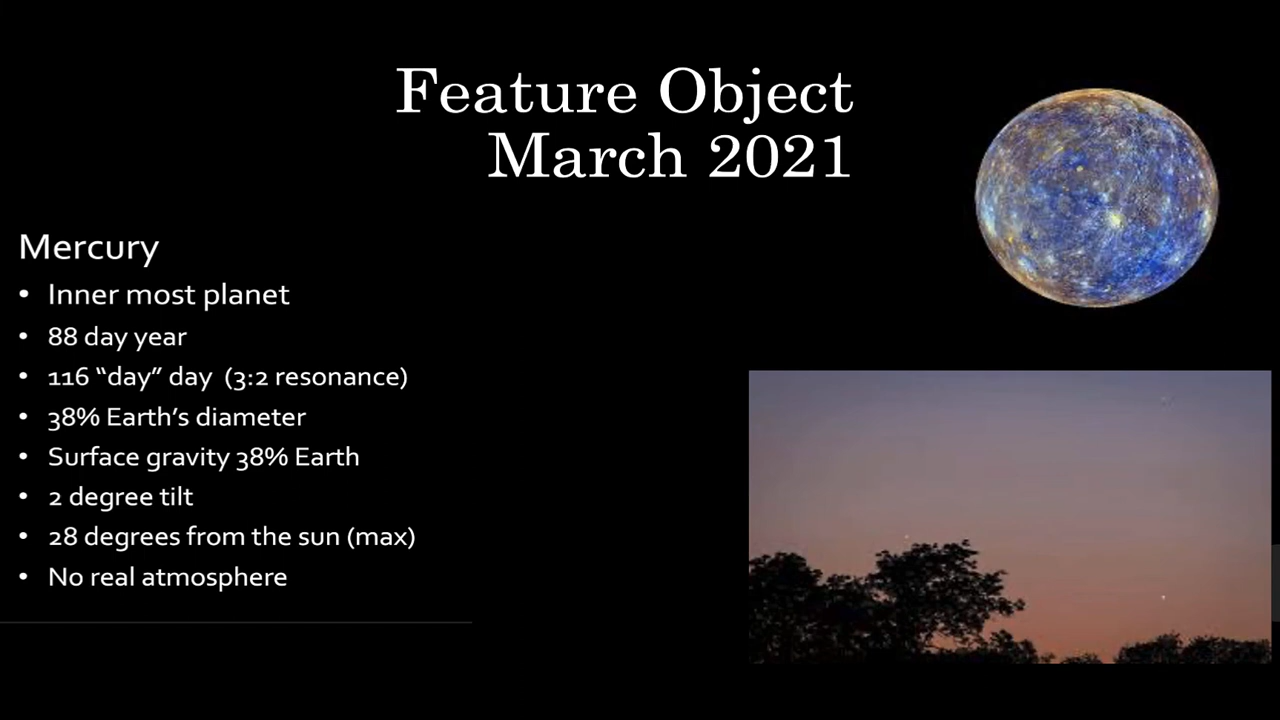 Feature Object
March 2021
Mercury
• Inner most planet
• 88 day year
• 116 “day” day (3:2 resonance)
• 38% Earth’s diameter
• Surface gravity 38% Earth
• 2 degree tilt
• 28 degrees from the sun (max)
• No real atmosphere